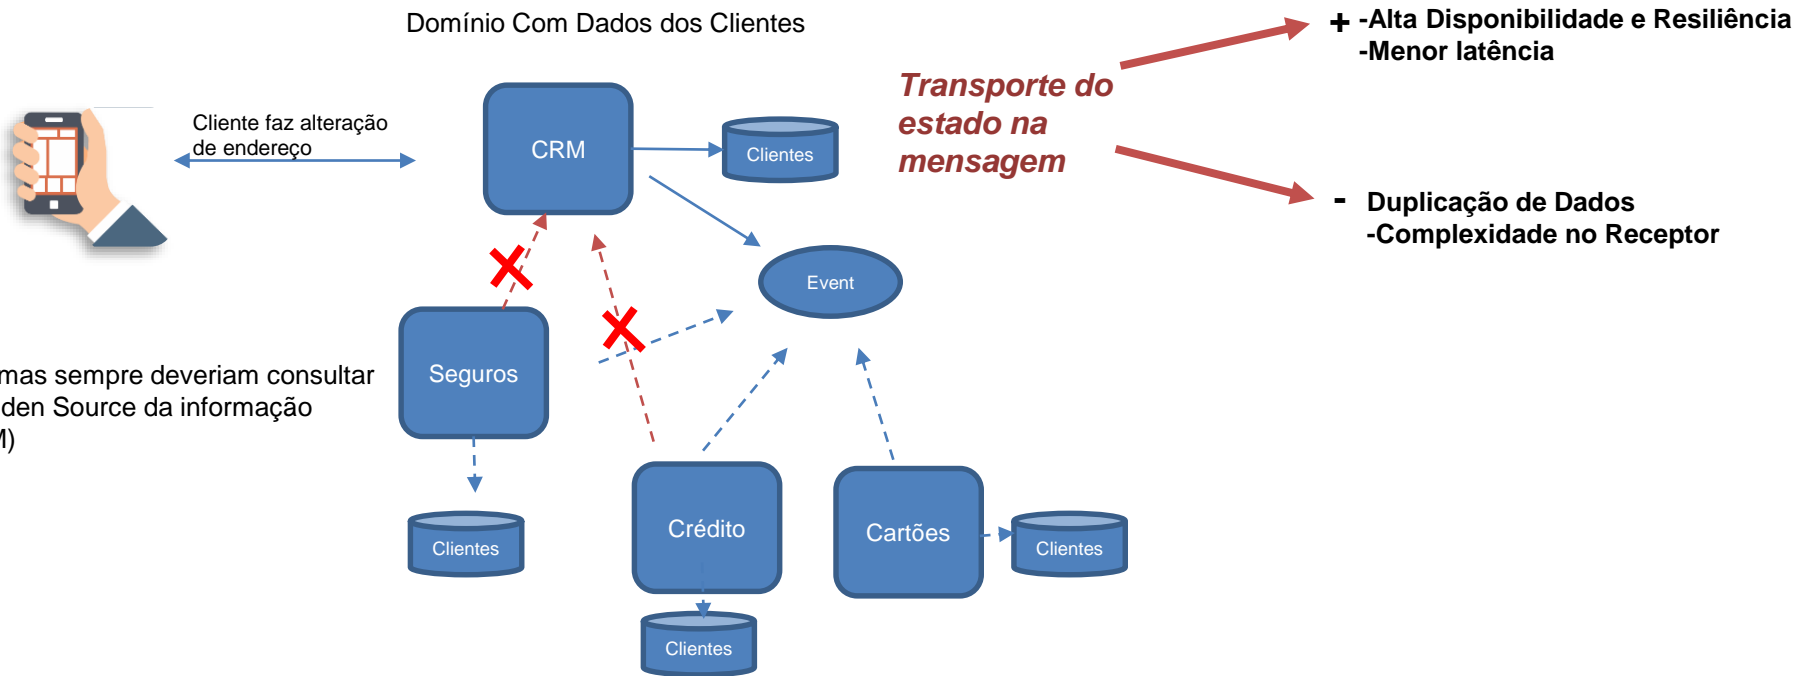 Domínio Com Dados dos Clientes
+ -Alta Disponibilidade e Resiliência
-Menor latência
Transporte do
estado na
mensagem
Cliente faz alteração
de endereço
CRM
Clientes
- Duplicação de Dados
-Complexidade no Receptor
Event
Seguros
sempre deveriam consultar
Source da informação
Clientes
Crédito
Cartões
Clientes
Clientes